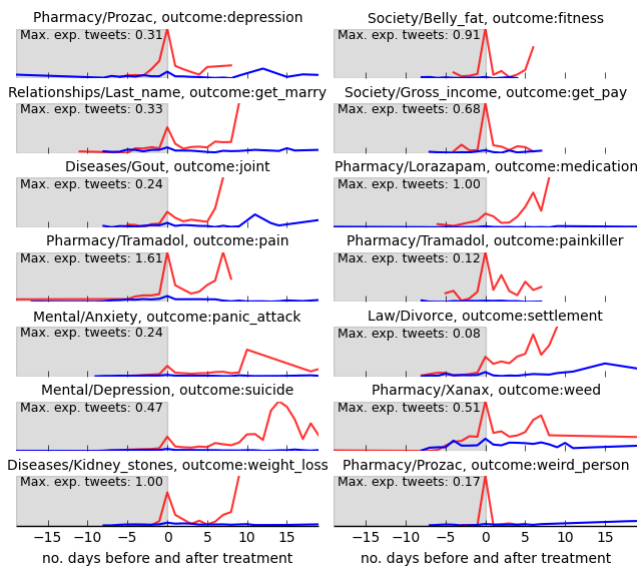 Pharmacy/Prozac, outcome:depression
Max. exp. tweets: 0.31
Society/Belly_fat, outcome:fitness
Max. exp. tweets: 0.91
Relationships/Last_name, outcome:get_marry
Max. exp. tweets: 0.33
Society/Gross_income, outcome:get_pay
Max. exp. tweets: 0.68
Diseases/Gout, outcome:joint
Max. exp. tweets: 0.24
Pharmacy/Lorazapam, outcome:medication
Max. exp. tweets: 1.00
Pharmacy/Tramadol, outcome:pain
Max. exp. tweets: 1.61
Pharmacy/Tramadol, outcome:painkiller
Max. exp. tweets: 0.12
Mental/Anxiety, outcome:panic_attack
Max. exp. tweets: 0.24
Law/Divorce, outcome:settlement
Max. exp. tweets: 0.08
Mental/Depression, outcome:suicide
Max. exp. tweets: 0.47
Pharmacy/Xanax, outcome:weed
Max. exp. tweets: 0.51
Diseases/Kidney_stones, outcome:weight_loss
Max. exp. tweets: 1.00
Pharmacy/Prozac, outcome:weird_person
Max. exp. tweets: 0.17
−15 −10 −5 0 5 10 15
−15 −10 −5 0 5 10 15
no. days before and after treatment
no. days before and after treatment